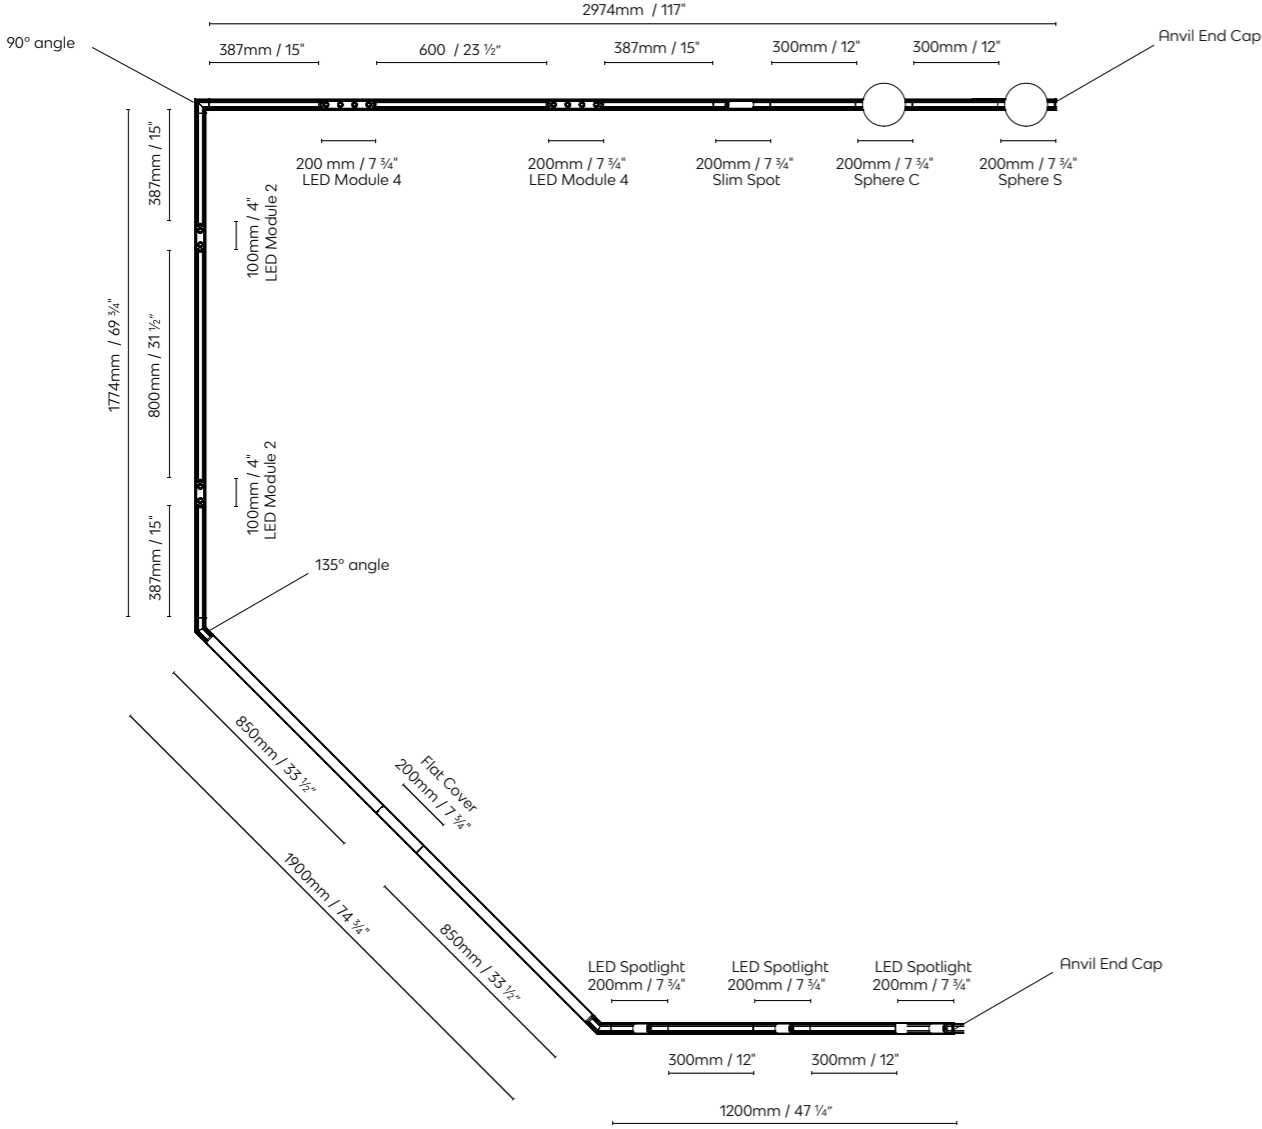 2974mm / 117"
90º angle
Anvil End Cap
387mm / 15"
600 / 23 ½"
387mm / 15"
300mm / 12"
300mm / 12"
200 mm / 7 ¾"
LED Module 4
200mm / 7 ¾"
LED Module 4
200mm / 7 ¾"
Slim Spot
200mm / 7 ¾"
Sphere C
200mm / 7 ¾"
Sphere S
387mm / 15"
100mm / 4"
LED Module 2
1774mm / 69 ¾"
800mm / 31 ½"
100mm / 4"
LED Module 2
387mm / 15"
135º angle
850mm / 33 ½"
Flat Cover
200mm / 7 ¾"
1900mm / 74 ¾"
850mm / 33 ½"
LED Spotlight
200mm / 7 ¾"
LED Spotlight
200mm / 7 ¾"
LED Spotlight
200mm / 7 ¾"
Anvil End Cap
300mm / 12"
300mm / 12"
1200mm / 47 ¼"